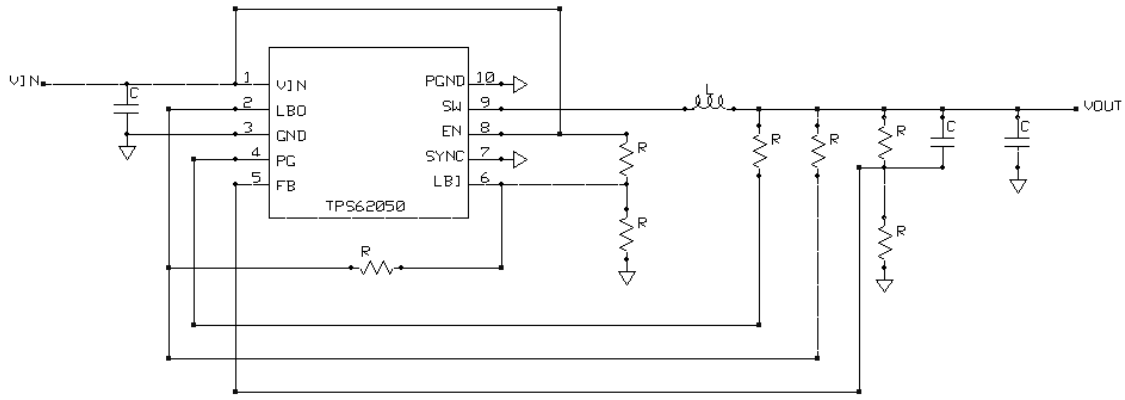 VIN
C
1 VIN
2 LBO
3 GND
4 PG
5 FB
PGND 10
SW 9
EN 8
SYNC 7
LBI 6
TPS62050
L
R
R
R
R
R
R
R
C
C
VOUT